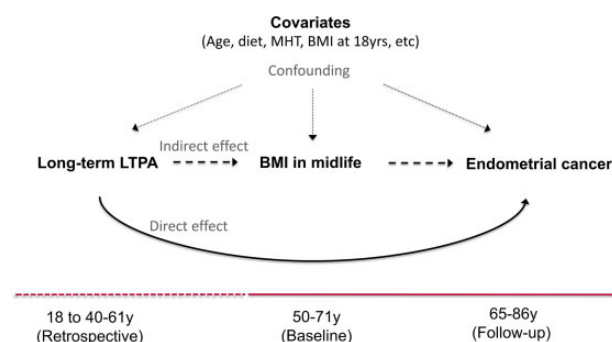 Covariates
(Age, diet, MHT, BMI at 18yrs, etc)
Confounding
Indirect effect
Long-term LTPA
BMI in midlife
Endometrial cancer
Direct effect
18 to 40-61y
(Retrospective)
50-71y
(Baseline)
65-86y
(Follow-up)